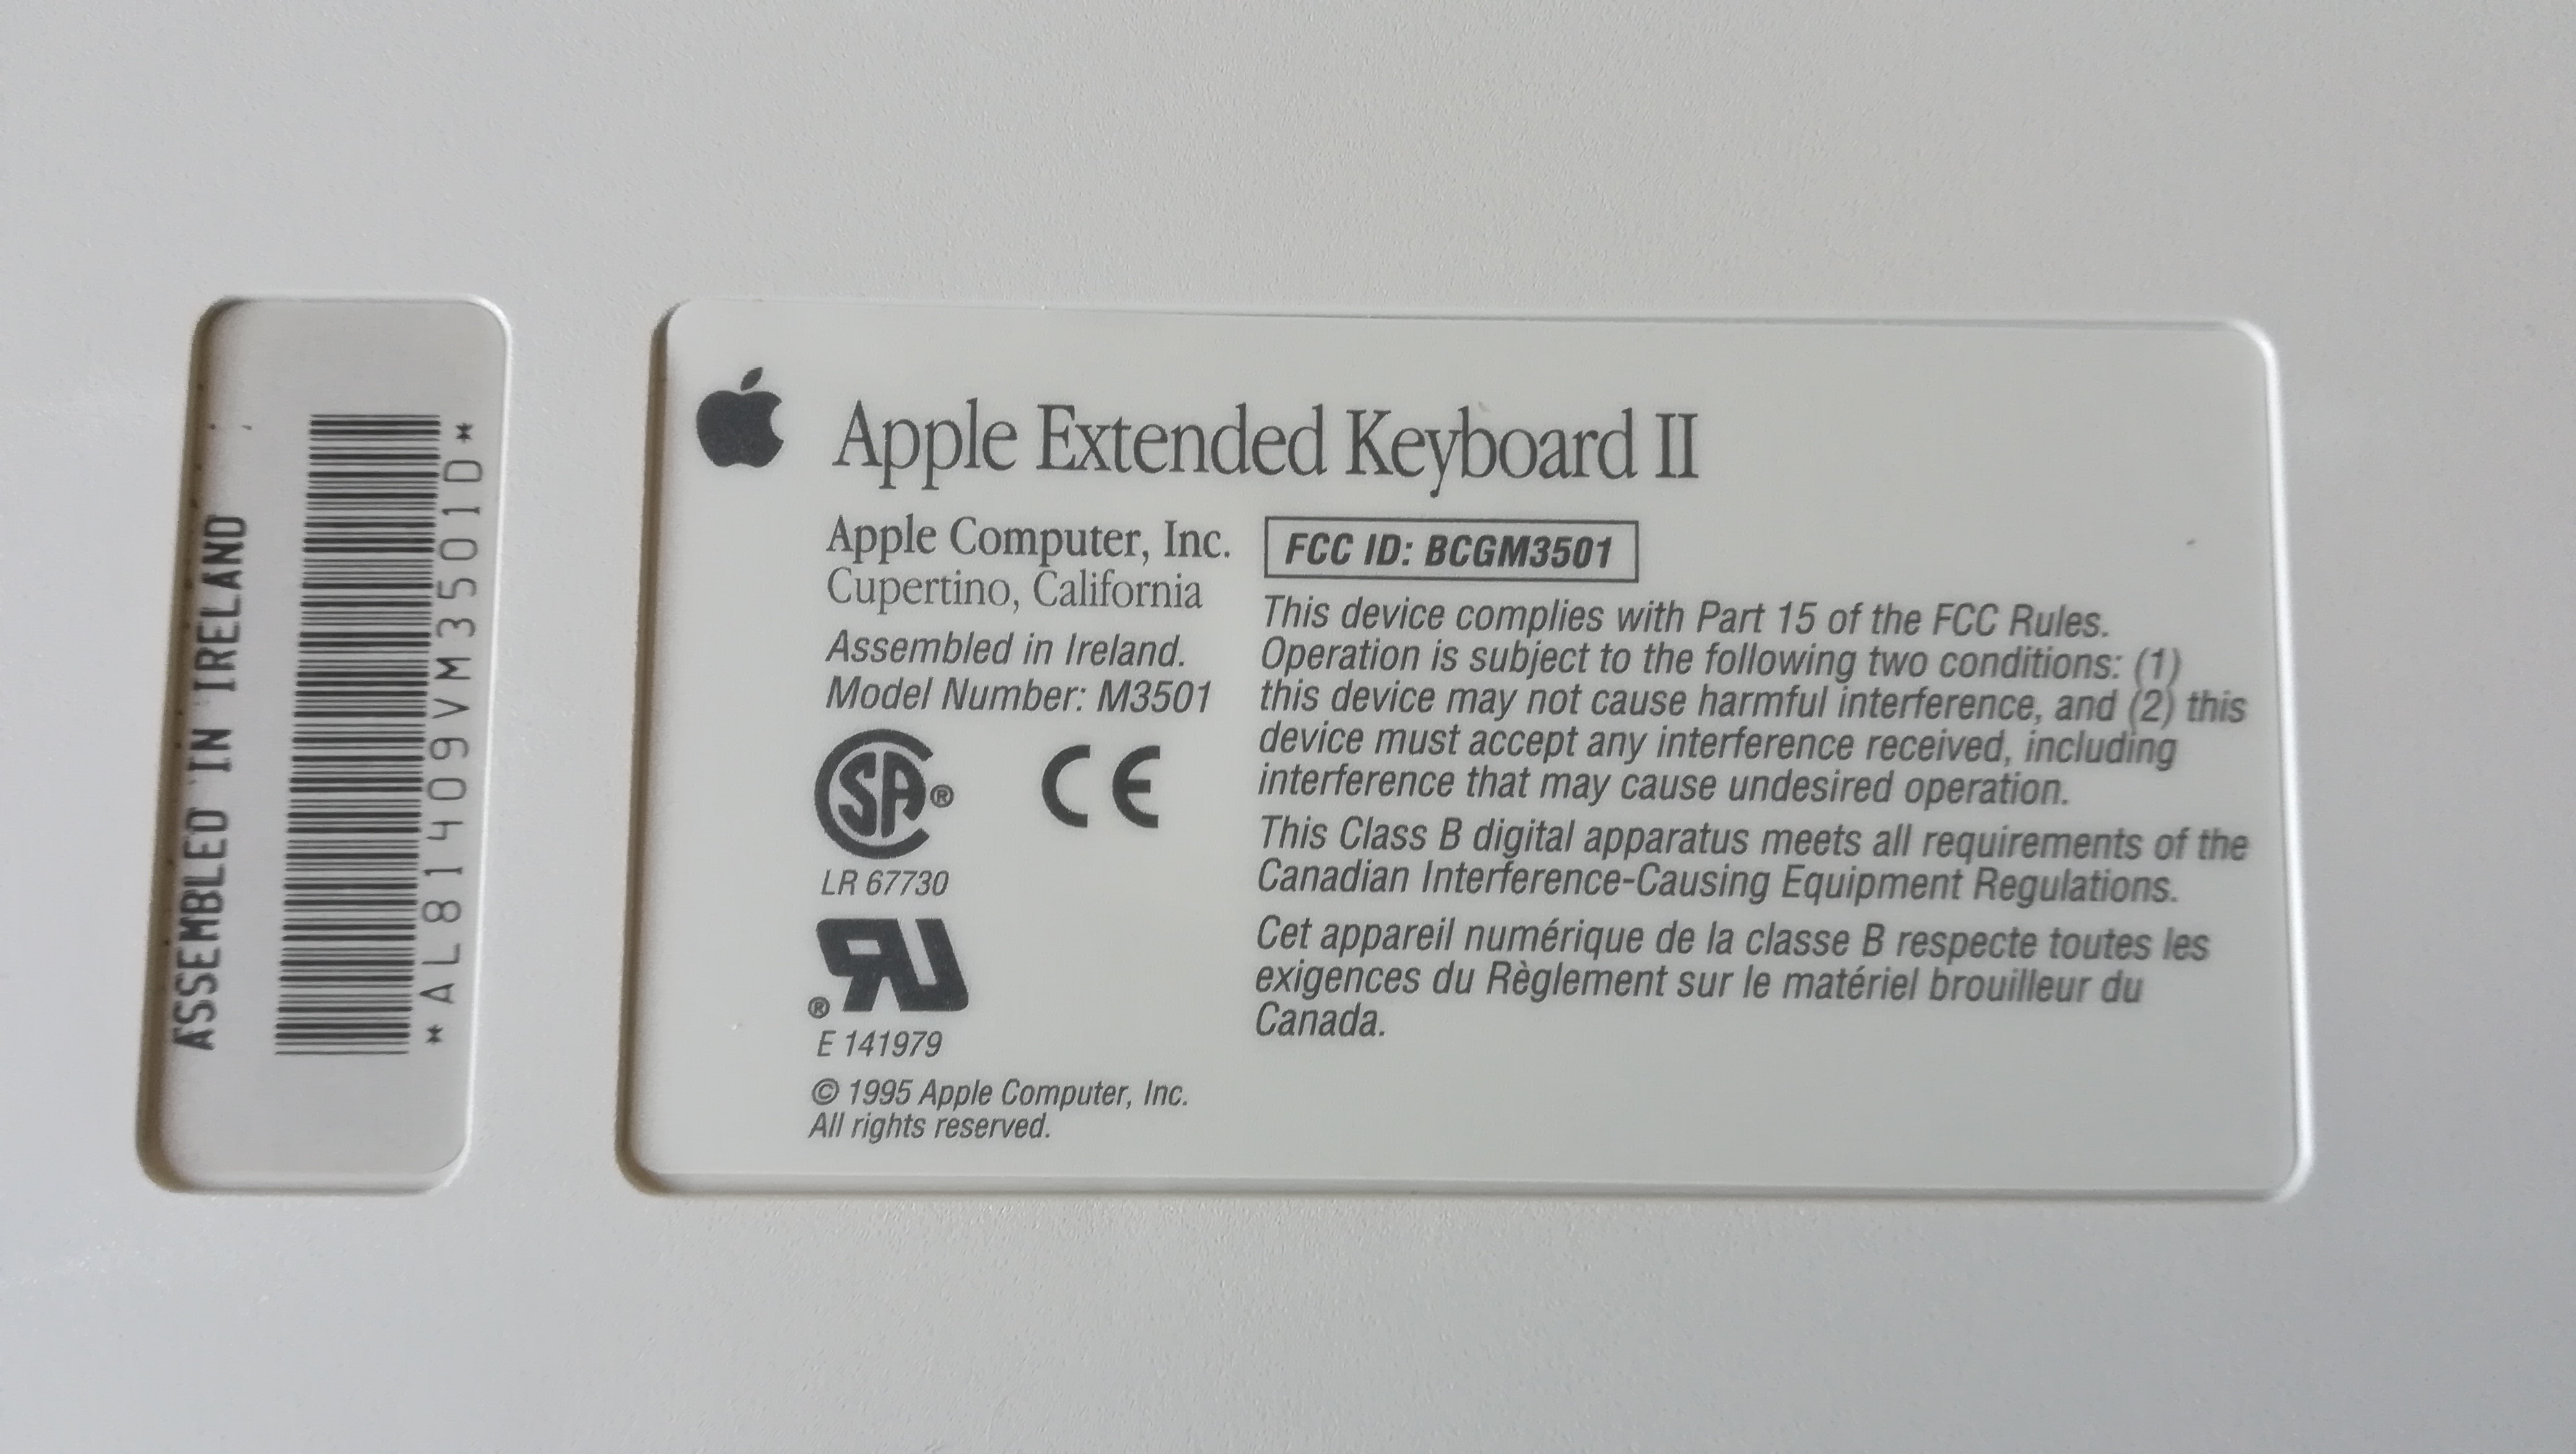 ASSEMBLED IN IRELAND
*AL81409VM3501D*
Apple Extended Keyboard II
Apple Computer, Inc.
Cupertino, California
Assembled in Ireland.
Model Number: M3501
SA®
CE
LR 67730
RU
®
E 141979
© 1995 Apple Computer, Inc.
All rights reserved.
FCC ID: BCGM3501
This device complies with Part 15 of the FCC Rules.
Operation is subject to the following two conditions: (1)
this device may not cause harmful interference, and (2) this
device must accept any interference received, including
interference that may cause undesired operation.
This Class B digital apparatus meets all requirements of the
Canadian Interference-Causing Equipment Regulations.
Cet appareil numérique de la classe B respecte toutes les
exigences du Règlement sur le matériel brouilleur du
Canada.